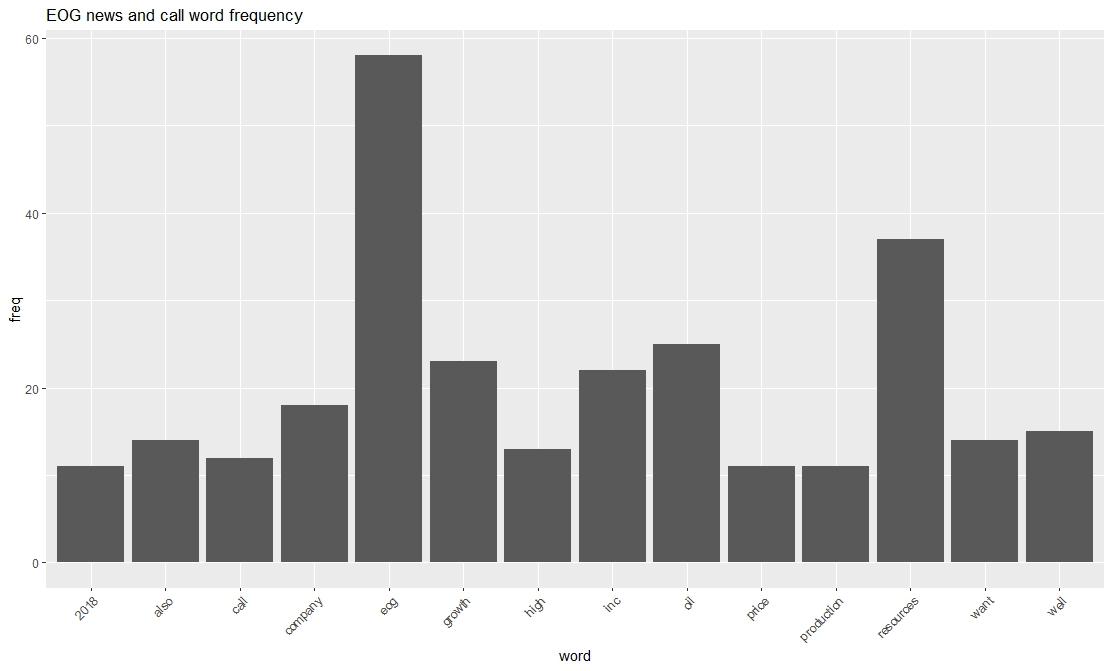 EOG news and call word frequency
60
40
20
0
freq
2018 also call company eog growth high inc oil price production resources want well
word